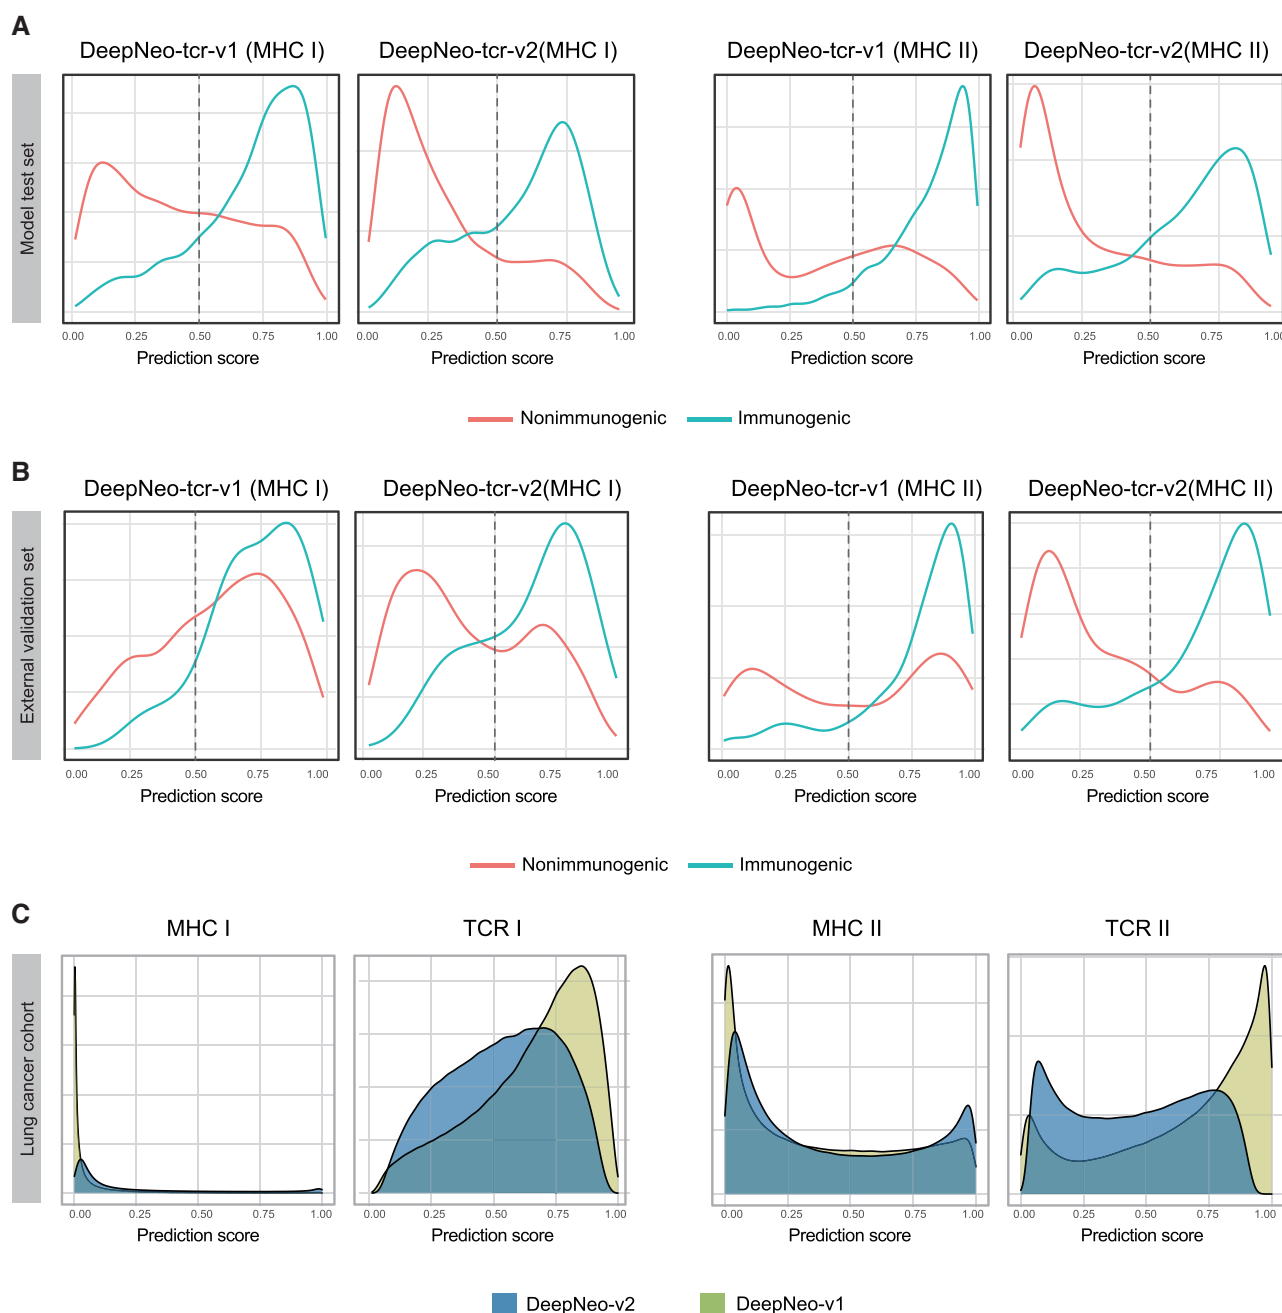 A
DeepNeo-tcr-v1 (MHC I)
DeepNeo-tcr-v2(MHC I)
DeepNeo-tcr-v1 (MHC II)
DeepNeo-tcr-v2(MHC II)
Model test set
0.00 0.25 0.50 0.75 1.00
0.00 0.25 0.50 0.75 1.00
0.00 0.25 0.50 0.75 1.00
0.00 0.25 0.50 0.75 1.00
Prediction score
Prediction score
Prediction score
Prediction score
Nonimmunogenic
Immunogenic
B
DeepNeo-tcr-v1 (MHC I)
DeepNeo-tcr-v2(MHC I)
DeepNeo-tcr-v1 (MHC II)
DeepNeo-tcr-v2(MHC II)
External validation set
0.00 0.25 0.50 0.75 1.00
0.00 0.25 0.50 0.75 1.00
0.00 0.25 0.50 0.75 1.00
0.00 0.25 0.50 0.75 1.00
Prediction score
Prediction score
Prediction score
Prediction score
Nonimmunogenic
Immunogenic
C
MHC I
TCR I
MHC II
TCR II
Lung cancer cohort
0.00 0.25 0.50 0.75 1.00
0.00 0.25 0.50 0.75 1.00
0.00 0.25 0.50 0.75 1.00
0.00 0.25 0.50 0.75 1.00
Prediction score
Prediction score
Prediction score
Prediction score
DeepNeo-v2
DeepNeo-v1